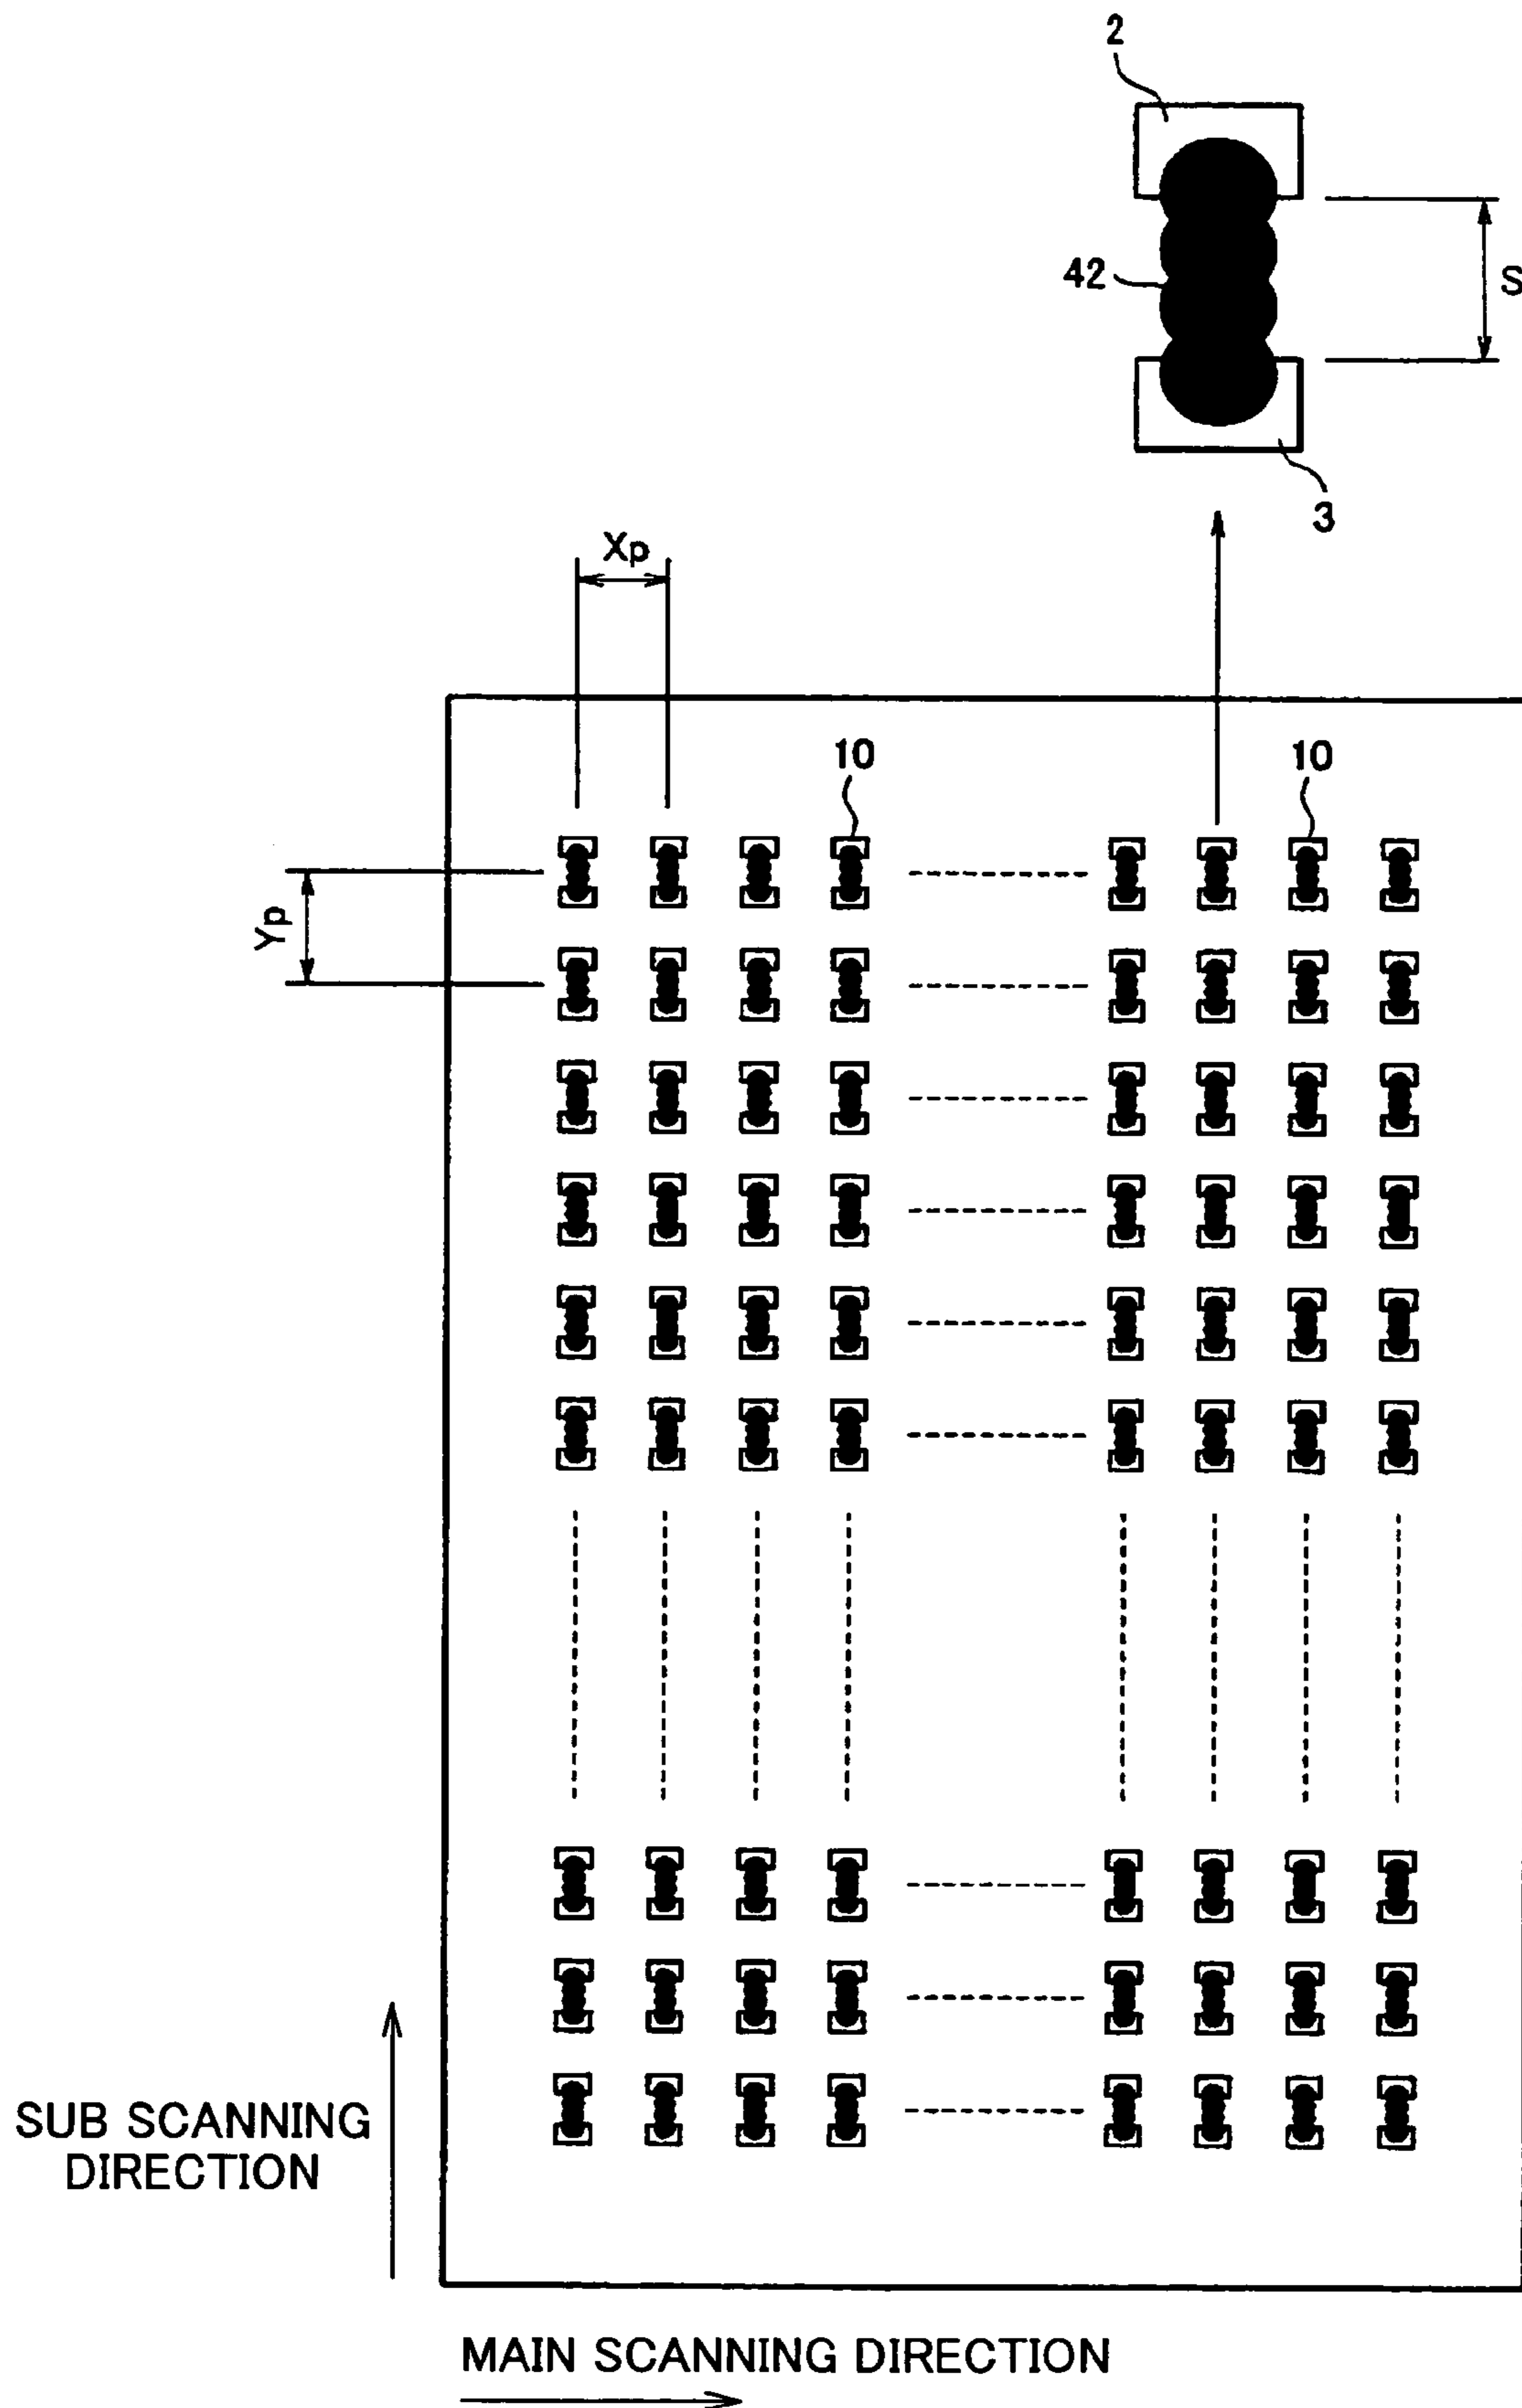 2
42
S
3
Xp
10
10
Yp
SUB SCANNING
DIRECTION
MAIN SCANNING DIRECTION